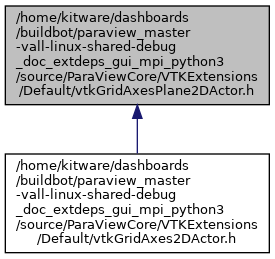 /home/kitware/dashboards
/buildbot/paraview_master
-vall-linux-shared-debug
_doc_extdeps_gui_mpi_python3
/source/ParaViewCore/VTKExtensions
/Default/vtkGridAxesPlane2DActor.h
/home/kitware/dashboards
/buildbot/paraview_master
-vall-linux-shared-debug
_doc_extdeps_gui_mpi_python3
/source/ParaViewCore/VTKExtensions
/Default/vtkGridAxes2DActor.h